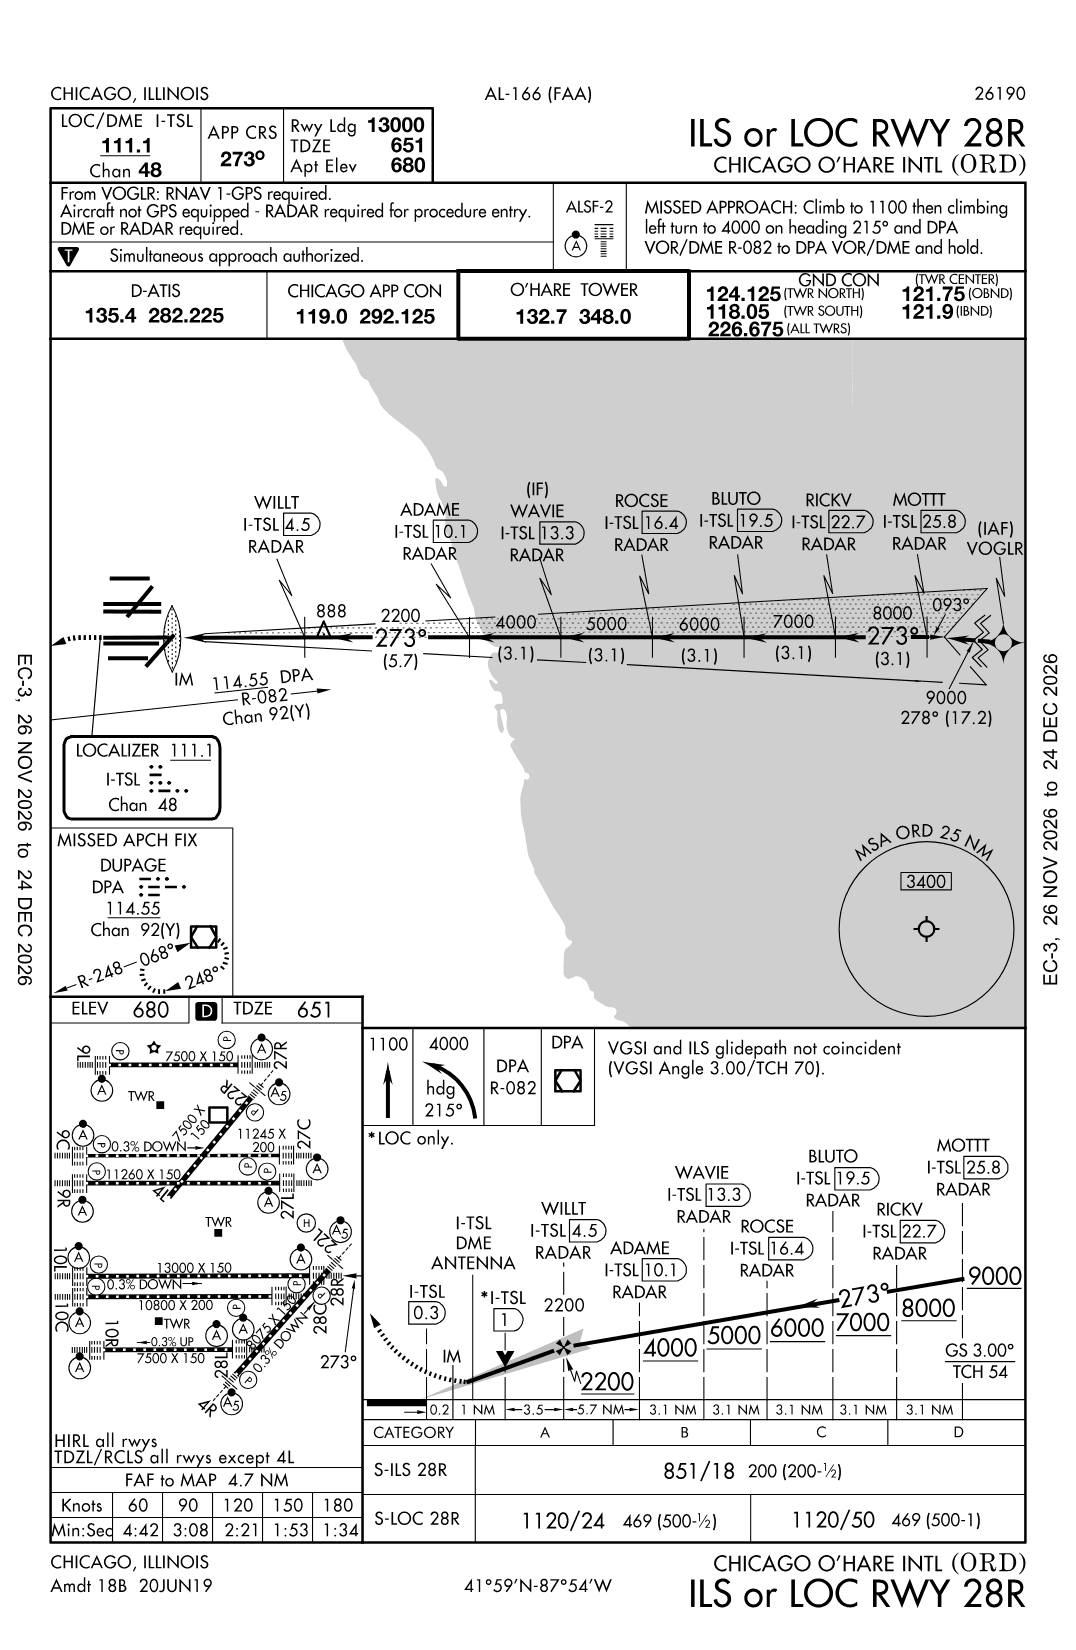 CHICAGO, ILLINOIS
AL-166 (FAA)
26190
LOC/DME I-TSL
111.1
Chan 48
APP CRS
273°
Rwy Ldg 13000
TDZE 651
Apt Elev 680
ILS or LOC RWY 28R
CHICAGO O'HARE INTL (ORD)
From VOGLR: RNAV 1-GPS required.
Aircraft not GPS equipped - RADAR required for procedure entry.
DME or RADAR required.
T Simultaneous approach authorized.
ALSF-2
A
MISSED APPROACH: Climb to 1100 then climbing
left turn to 4000 on heading 215° and DPA
VOR/DME R-082 to DPA VOR/DME and hold.
D-ATIS
135.4 282.225
CHICAGO APP CON
119.0 292.125
O'HARE TOWER
132.7 348.0
GND CON
124.125 (TWR NORTH)
118.05 (TWR SOUTH)
226.675 (ALL TWRS)
(TWR CENTER)
121.75 (OBND)
121.9 (IBND)
WILLT
I-TSL 4.5
RADAR
ADAME
I-TSL 10.1
RADAR
(IF)
WAVIE
I-TSL 13.3
RADAR
ROCSE
I-TSL 16.4
RADAR
BLUTO
I-TSL 19.5
RADAR
RICKV
I-TSL 22.7
RADAR
MOTTT
I-TSL 25.8
RADAR
(IAF)
VOGLR
888
2200
273°
(5.7)
4000
(3.1)
5000
(3.1)
6000
(3.1)
7000
(3.1)
8000
273°
(3.1)
093°
9000
278° (17.2)
IM
114.55 DPA
R-082
Chan 92(Y)
LOCALIZER 111.1
I-TSL
Chan 48
MISSED APCH FIX
DUPAGE
DPA
114.55
Chan 92(Y)
R-248
068°
248°
MSA ORD 25 NM
3400
EC-3, 26 NOV 2026 to 24 DEC 2026
EC-3, 26 NOV 2026 to 24 DEC 2026
ELEV 680
D
TDZE 651
9L
P
7500 X 150
P
A
27R
A
TWR
22R
A5
P
7500 X
150
9C
A
P
0.3% DOWN
11245 X
200
27C
P
A
P
11260 X 150
P
9R
A
4L
A
27L
TWR
H
22L
A5
10L
A
P
13000 X 150
A
28R
P
0.3% DOWN
P
P
10800 X 200
P
28C
10C
A
10R
TWR
A
A
8075 X 150
0.3% DOWN
0.3% UP
7500 X 150
A
28L
P
4R
A5
273°
HIRL all rwys
TDZL/RCLS all rwys except 4L
FAF to MAP 4.7 NM
Knots 60 90 120 150 180
Min:Sec 4:42 3:08 2:21 1:53 1:34
1100
4000
hdg
215°
DPA
R-082
DPA
VGSI and ILS glidepath not coincident
(VGSI Angle 3.00/TCH 70).
*LOC only.
I-TSL
0.3
I-TSL
DME
ANTENNA
IM
*I-TSL
1
WILLT
I-TSL 4.5
RADAR
2200
2200
ADAME
I-TSL 10.1
RADAR
WAVIE
I-TSL 13.3
RADAR
ROCSE
I-TSL 16.4
RADAR
BLUTO
I-TSL 19.5
RADAR
RICKV
I-TSL 22.7
RADAR
MOTTT
I-TSL 25.8
RADAR
4000
5000
6000
273°
7000
8000
9000
GS 3.00°
TCH 54
0.2 1 NM 3.5 5.7 NM 3.1 NM 3.1 NM 3.1 NM 3.1 NM 3.1 NM
CATEGORY A B C D
S-ILS 28R 851/18 200 (200-½)
S-LOC 28R 1120/24 469 (500-½) 1120/50 469 (500-1)
CHICAGO, ILLINOIS
Amdt 18B 20JUN19
41°59'N-87°54'W
CHICAGO O'HARE INTL (ORD)
ILS or LOC RWY 28R